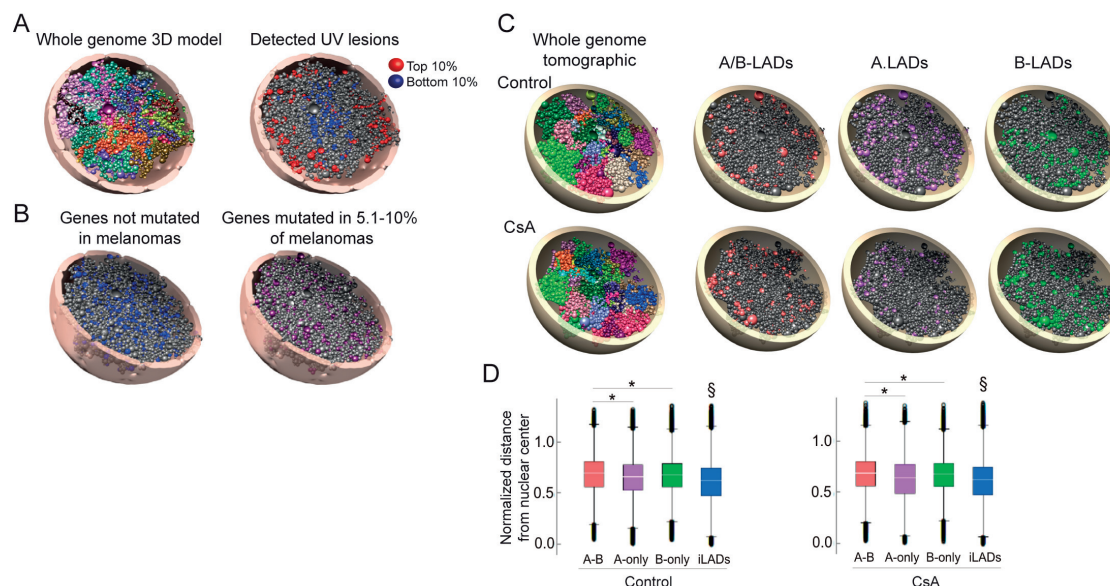 A
Whole genome 3D model
Detected UV lesions
Top 10%
Bottom 10%
B
Genes not mutated
in melanomas
Genes mutated in 5.1-10%
of melanomas
C
Whole genome
tomographic
A/B-LADs
A.LADs
B-LADs
Control
CsA
D
Normalized distance
from nuclear center
1.0
0.5
0.0
*
*
§
A-B
A-only
B-only
iLADs
Control
1.0
0.5
0.0
*
*
§
A-B
A-only
B-only
iLADs
CsA